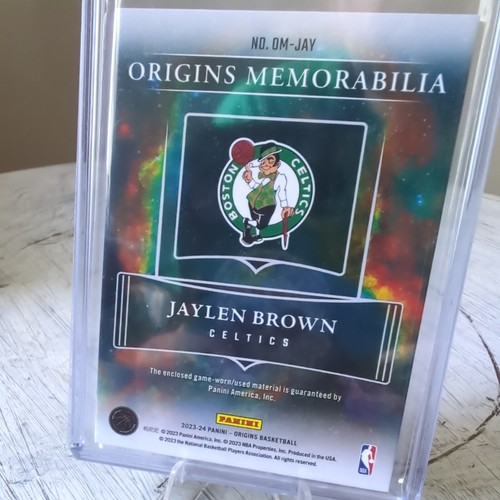 NO. OM-JAY
ORIGINS MEMORABILIA
BOSTON CELTICS
JAYLEN BROWN
CELTICS
The enclosed game-worn/used material is guaranteed by
Panini America, Inc.
PANINI
2023-24 PANINI - ORIGINS BASKETBALL
© 2023 Panini America, Inc. © 2023 NBA Properties, Inc. Produced in the USA.
© 2023 the National Basketball Players Association. All rights reserved.